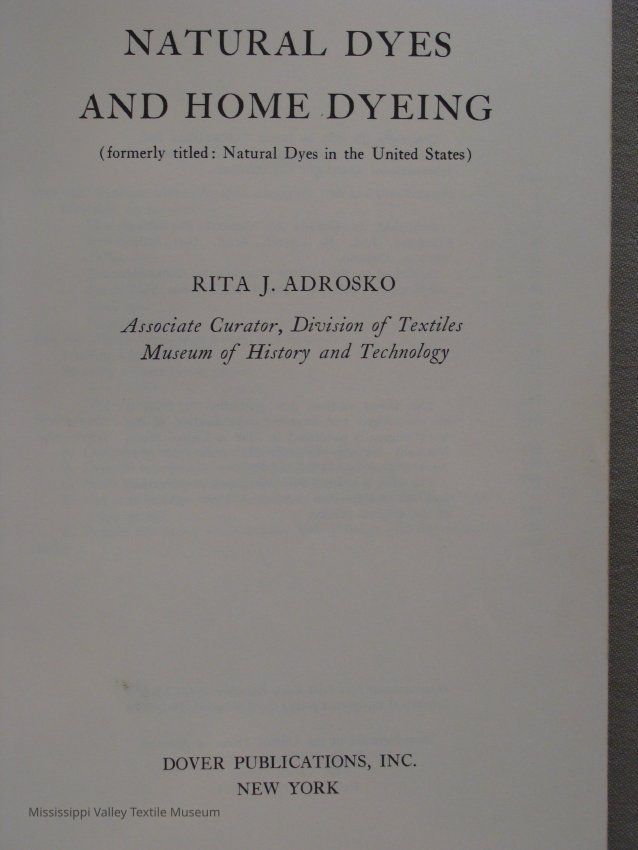 NATURAL DYES
AND HOME DYEING
(formerly titled: Natural Dyes in the United States)
RITA J. ADROSKO
Associate Curator, Division of Textiles
Museum of History and Technology
DOVER PUBLICATIONS, INC.
NEW YORK
Mississippi Valley Textile Museum